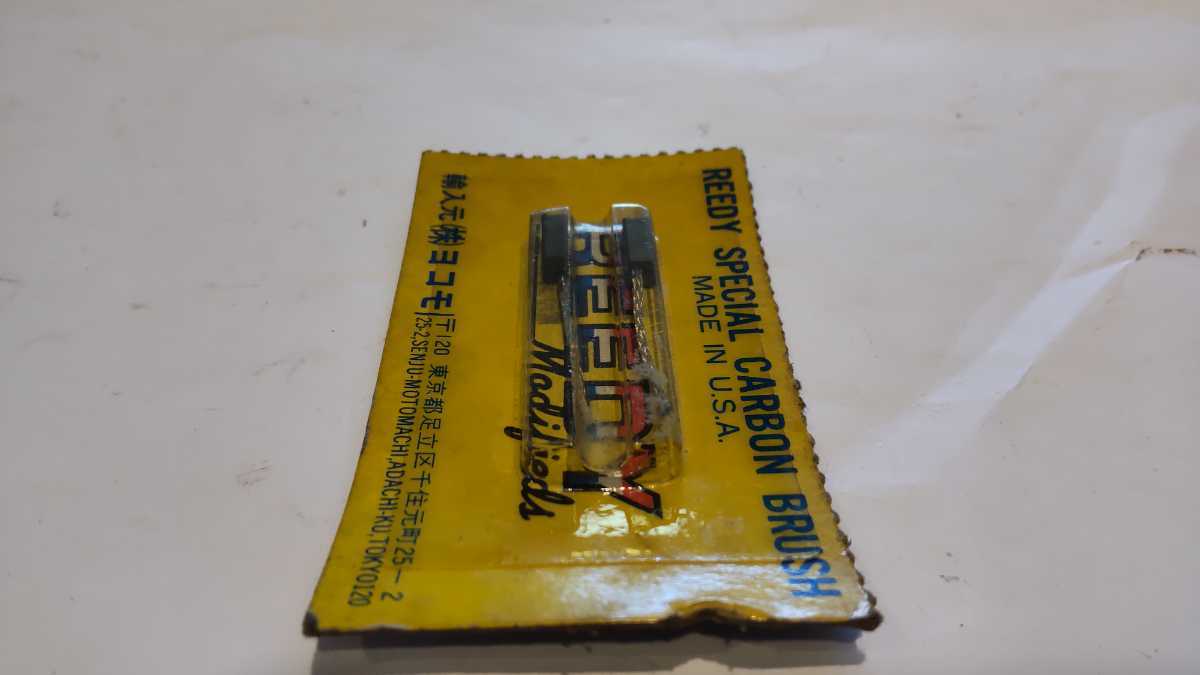 REEDY SPECIAL CARBON BRUSH
MADE IN U.S.A.
REEDY
Modifieds
輸入元 ㈱ヨコモ
〒120 東京都足立区千住元町25-2
25-2,SENJU-MOTOMACHI,ADACHI-KU,TOKYO120